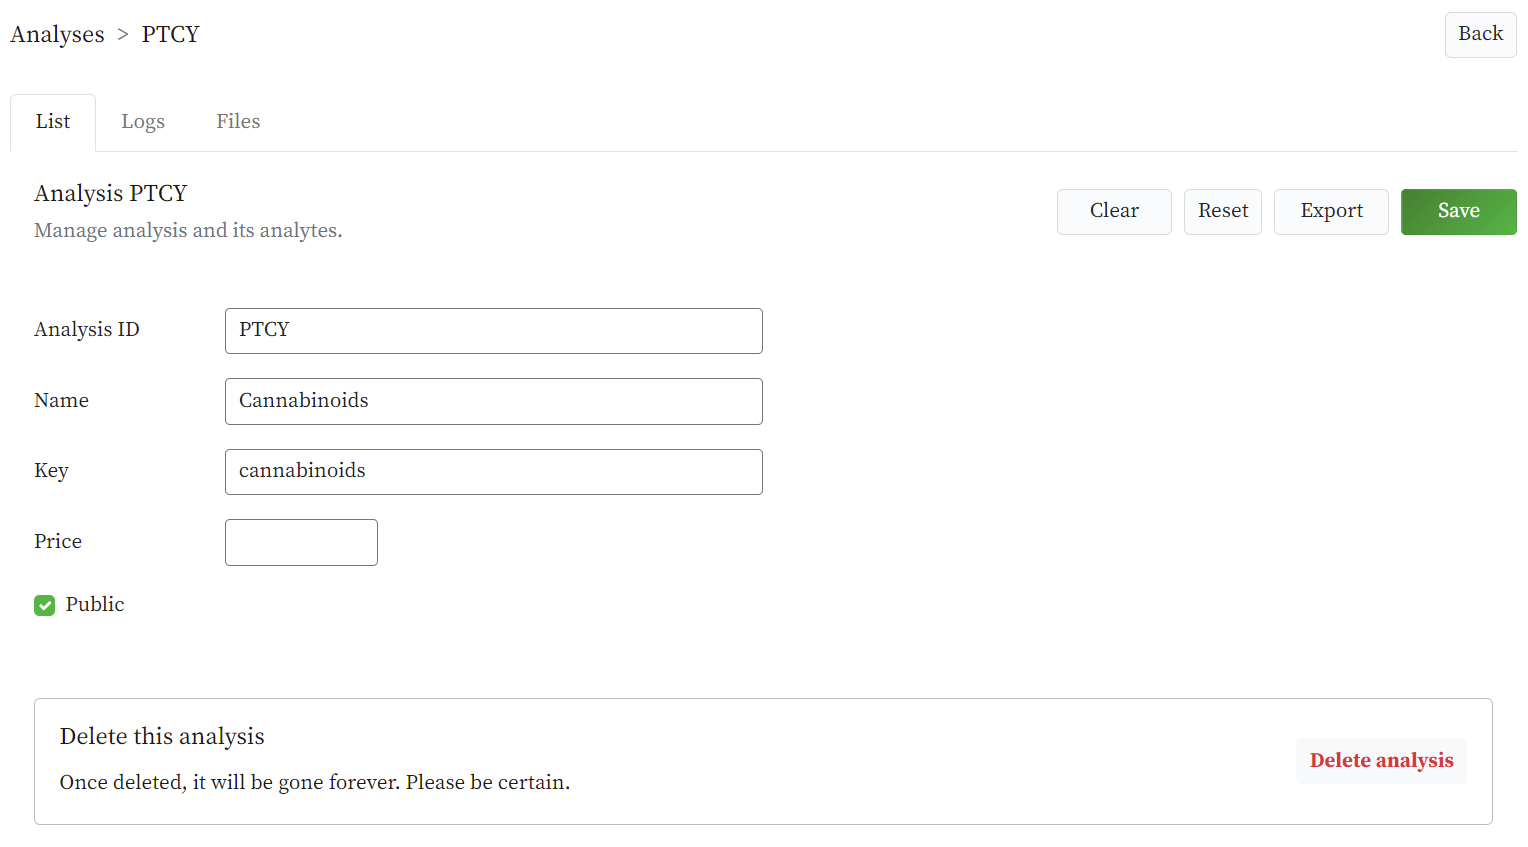 Analyses > PTCY
Back
List Logs Files
Analysis PTCY
Manage analysis and its analytes.
Clear Reset Export Save
Analysis ID PTCY
Name Cannabinoids
Key cannabinoids
Price
Public
Delete this analysis
Once deleted, it will be gone forever. Please be certain.
Delete analysis